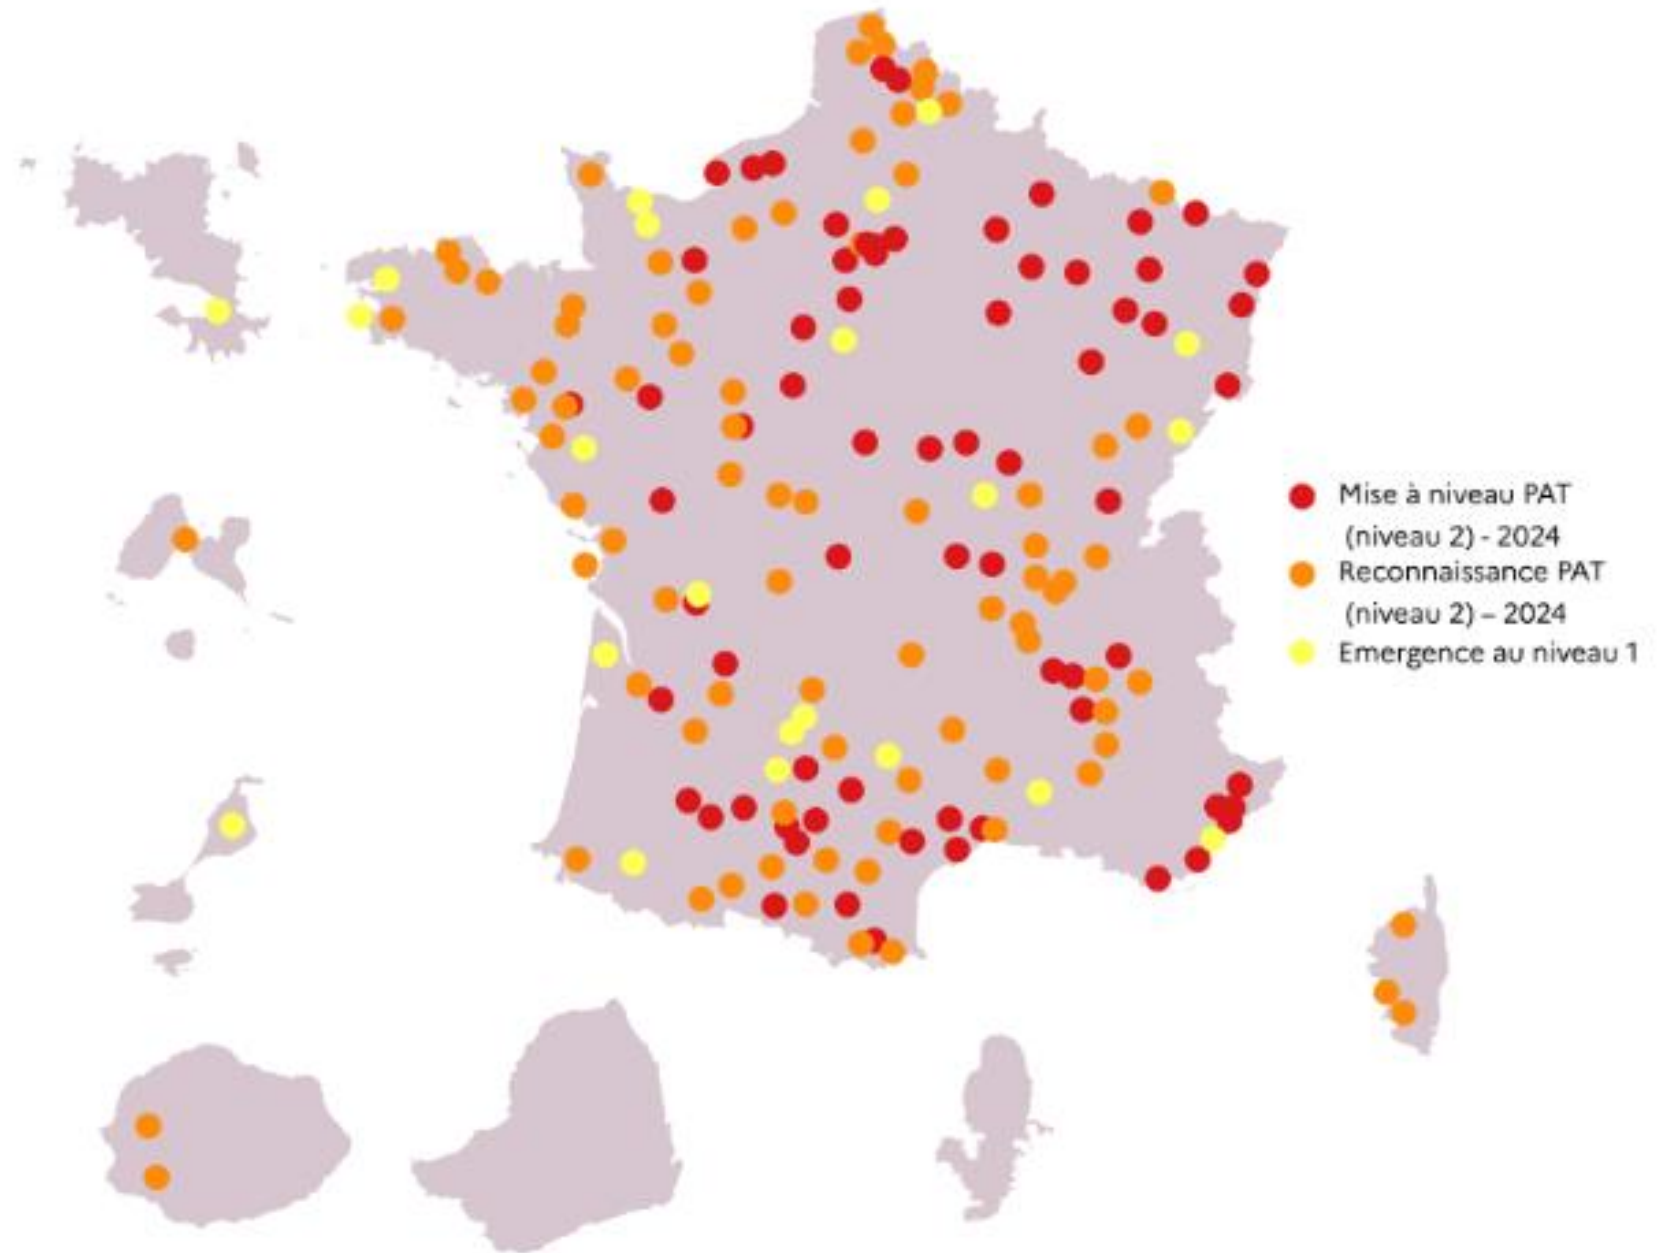 Mise à niveau PAT
(niveau 2) - 2024
Reconnaissance PAT
(niveau 2) – 2024
Emergence au niveau 1